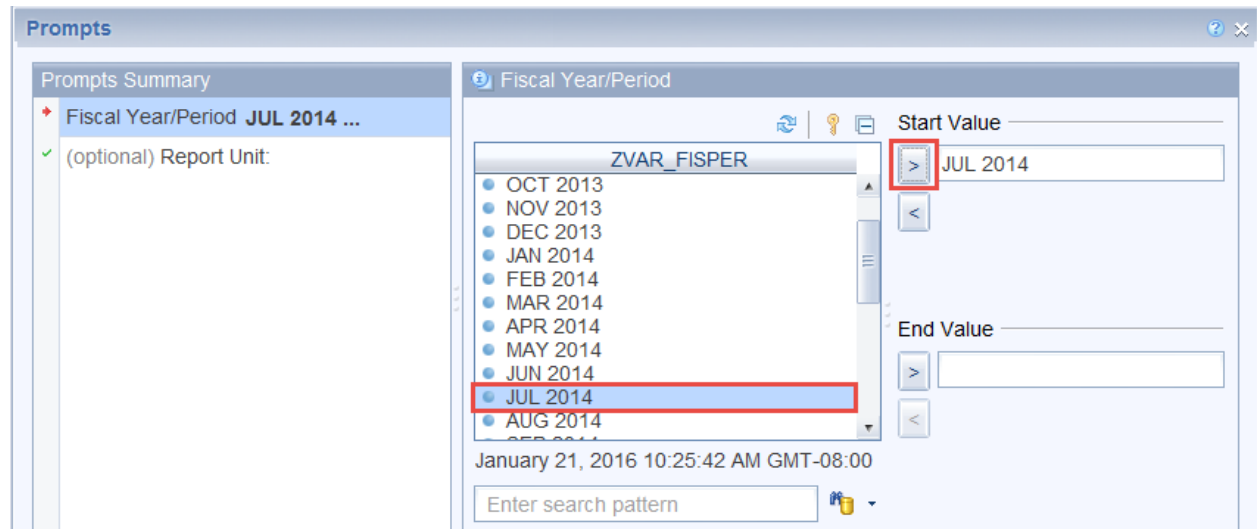 Prompts
Prompts Summary
Fiscal Year/Period JUL 2014 ...
(optional) Report Unit:
Fiscal Year/Period
ZVAR_FISPER
OCT 2013
NOV 2013
DEC 2013
JAN 2014
FEB 2014
MAR 2014
APR 2014
MAY 2014
JUN 2014
JUL 2014
AUG 2014
January 21, 2016 10:25:42 AM GMT-08:00
Enter search pattern
Start Value
> JUL 2014
<
End Value
>
<